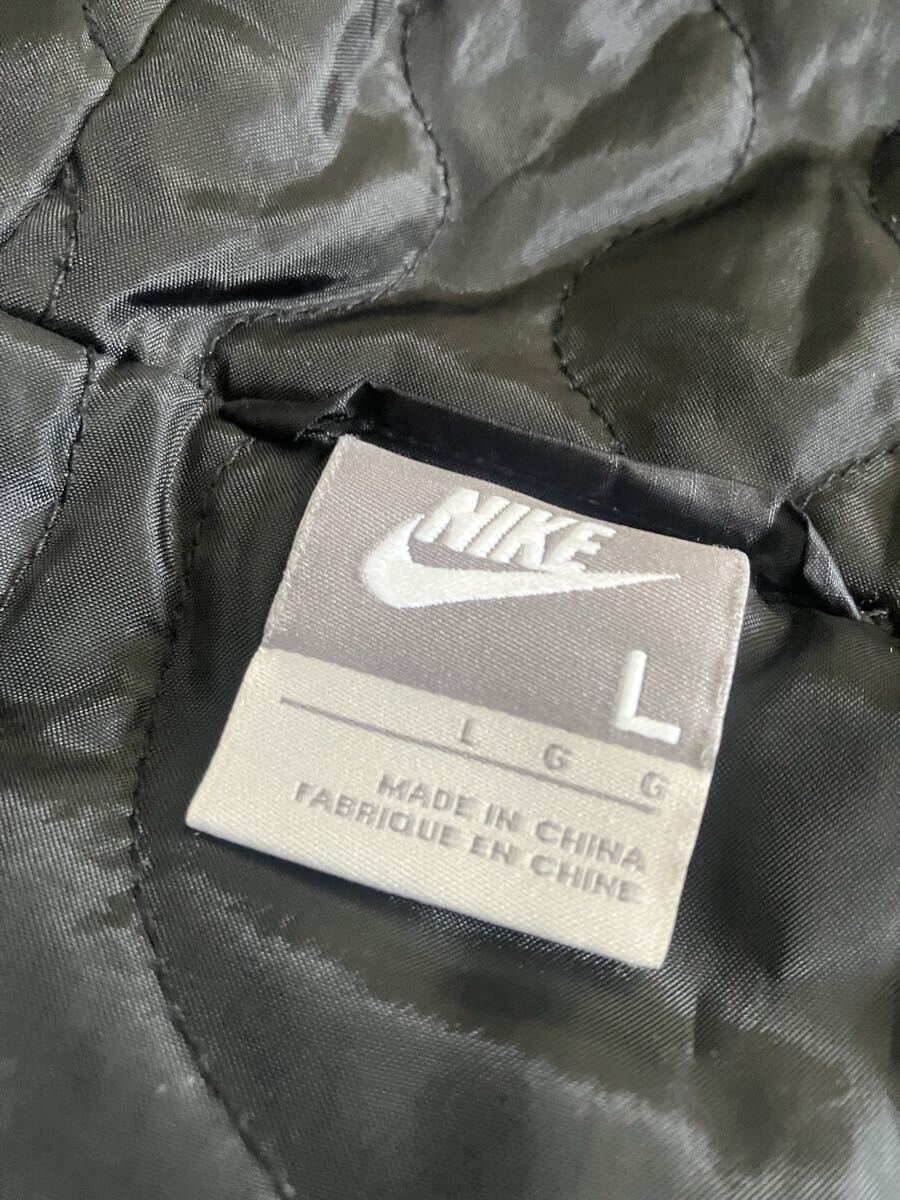 NIKE
L
L G G
MADE IN CHINA
FABRIQUE EN CHINE